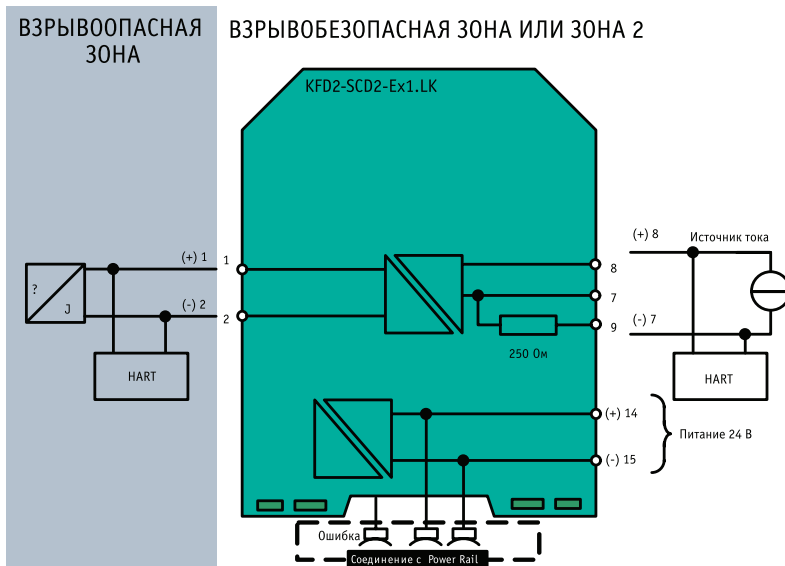 ВЗРЫВООПАСНАЯ
ЗОНА
ВЗРЫВОБЕЗОПАСНАЯ ЗОНА ИЛИ ЗОНА 2
KFD2-SCD2-Ex1.LK
(+) 1
1
?
J
(-) 2
2
HART
8
7
9
250 Ом
(+) 8
Источник тока
(-) 7
HART
(+) 14
Питание 24 В
(-) 15
Ошибка
Соединение с Power Rail